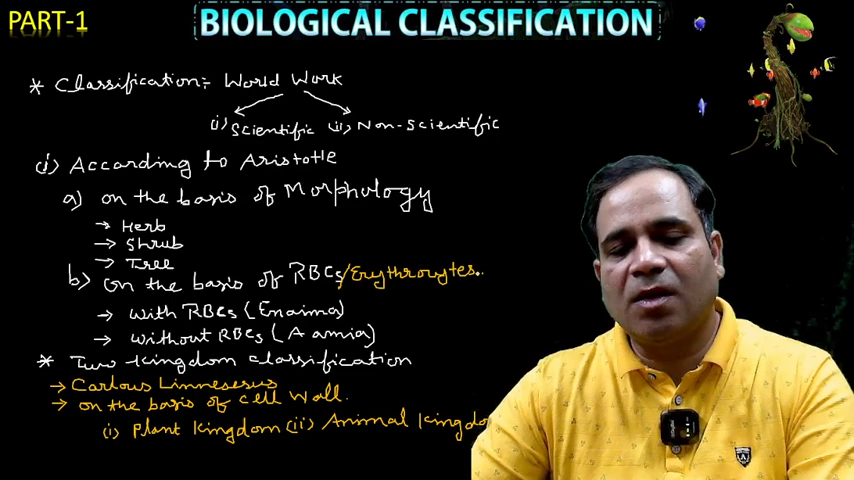 PART-1
BIOLOGICAL CLASSIFICATION
* Classification:- World Work
(i) Scientific (ii) Non-Scientific
(i) According to Aristotle
a) on the basis of Morphology
→ Herb
→ Shrub
→ Tree
b) on the basis of RBCs/Erythrocytes..
→ With RBCs (Enaima)
→ Without RBCs (A amia)
* Two Kingdom classification
→ Carlous Linneseus
→ on the basis of cell Wall.
(i) Plant Kingdom (ii) Animal Kingdo